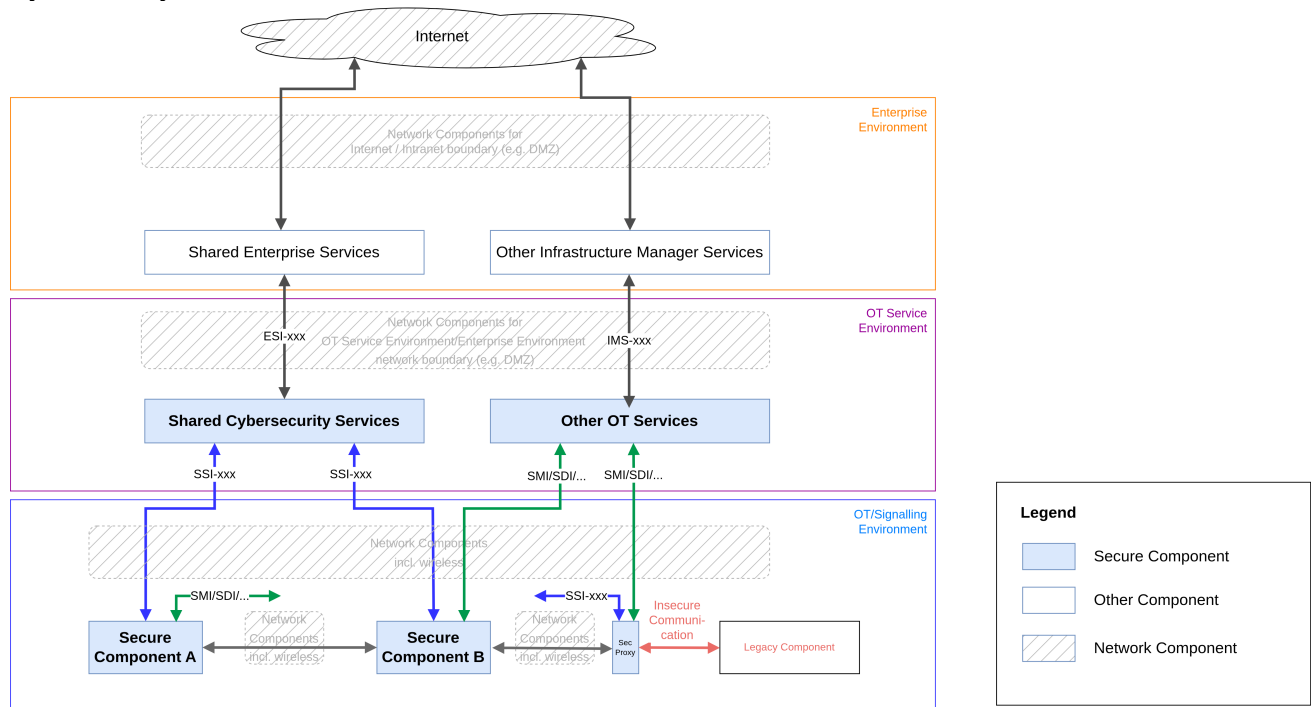 Internet
Enterprise
Environment
Network Components for
Internet / Intranet boundary (e.g. DMZ)
Shared Enterprise Services
Other Infrastructure Manager Services
OT Service
Environment
Network Components for
OT Service Environment/Enterprise Environment
network boundary (e.g. DMZ)
ESI-xxx
IMS-xxx
Shared Cybersecurity Services
Other OT Services
SSI-xxx
SSI-xxx
SMI/SDI/...
SMI/SDI/...
OT/Signalling
Environment
Network Components
incl. wireless
SMI/SDI/...
SSI-xxx
Secure
Component A
Network
Components
incl. wireless
Secure
Component B
Network
Components
incl. wireless
Sec
Proxy
Insecure
Communi-
cation
Legacy Component
Legend
Secure Component
Other Component
Network Component